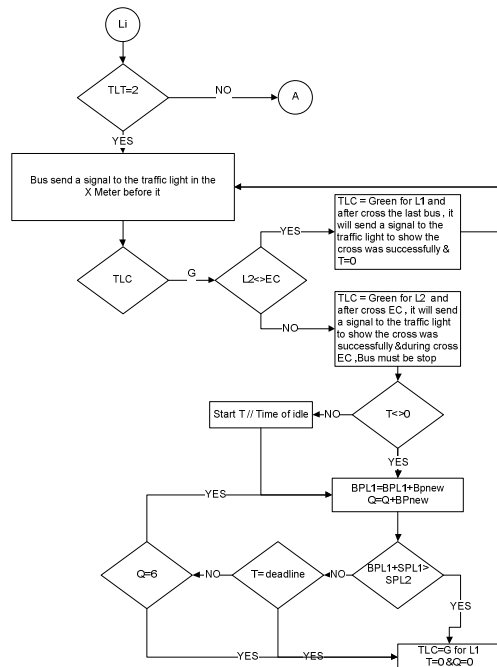 Li
TLT=2
NO
A
YES
Bus send a signal to the traffic light in the
X Meter before it
TLC = Green for L1 and
after cross the last bus , it
will send a signal to the
traffic light to show the
cross was successfully &
T=0
YES
TLC
G
L2<>EC
NO
TLC = Green for L2 and
after cross EC , it will send
a signal to the traffic light
to show the cross was
successfully &during cross
EC ,Bus must be stop
T<>0
NO
Start T // Time of idle
YES
BPL1=BPL1+Bpnew
Q=Q+BPnew
YES
BPL1+SPL1>
SPL2
NO
T=deadline
NO
Q=6
YES
TLC=G for L1
T=0&Q=0
YES
YES